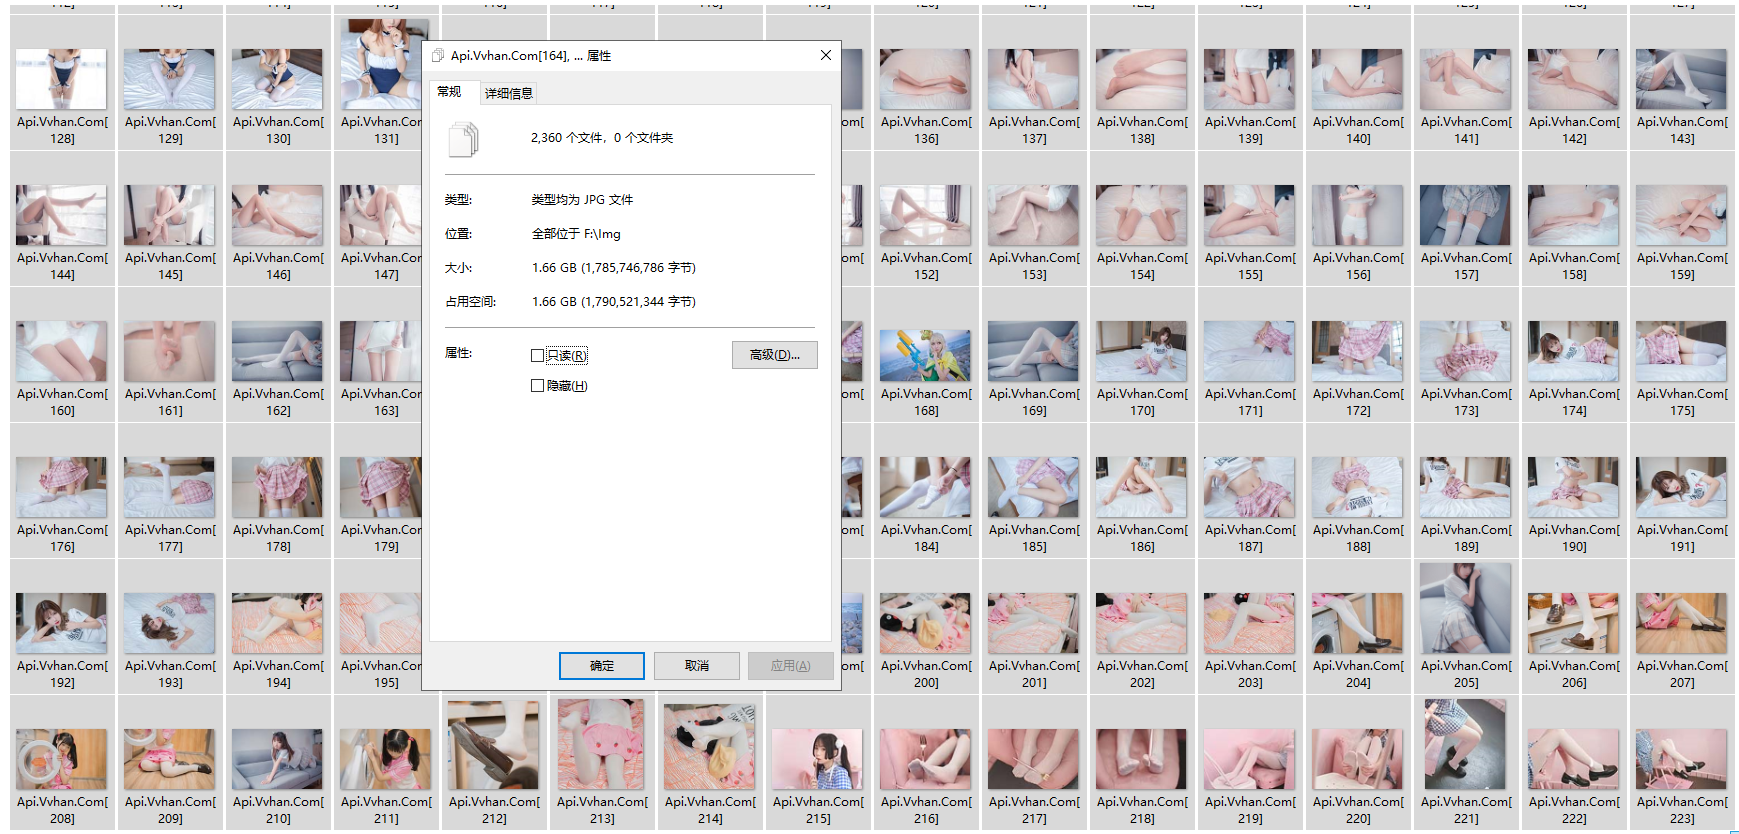 Api.Vvhan.Com[164], ... 属性
常规
详细信息
2,360 个文件，0 个文件夹
类型:
类型均为 JPG 文件
位置:
全部位于 F:\Img
大小:
1.66 GB (1,785,746,786 字节)
占用空间:
1.66 GB (1,790,521,344 字节)
属性:
只读(R)
高级(D)...
隐藏(H)
确定
取消
应用(A)
Api.Vvhan.Com[128]
Api.Vvhan.Com[129]
Api.Vvhan.Com[130]
Api.Vvhan.Com[131]
Api.Vvhan.Com[136]
Api.Vvhan.Com[137]
Api.Vvhan.Com[138]
Api.Vvhan.Com[139]
Api.Vvhan.Com[140]
Api.Vvhan.Com[141]
Api.Vvhan.Com[142]
Api.Vvhan.Com[143]
Api.Vvhan.Com[144]
Api.Vvhan.Com[145]
Api.Vvhan.Com[146]
Api.Vvhan.Com[147]
Api.Vvhan.Com[152]
Api.Vvhan.Com[153]
Api.Vvhan.Com[154]
Api.Vvhan.Com[155]
Api.Vvhan.Com[156]
Api.Vvhan.Com[157]
Api.Vvhan.Com[158]
Api.Vvhan.Com[159]
Api.Vvhan.Com[160]
Api.Vvhan.Com[161]
Api.Vvhan.Com[162]
Api.Vvhan.Com[163]
Api.Vvhan.Com[168]
Api.Vvhan.Com[169]
Api.Vvhan.Com[170]
Api.Vvhan.Com[171]
Api.Vvhan.Com[172]
Api.Vvhan.Com[173]
Api.Vvhan.Com[174]
Api.Vvhan.Com[175]
Api.Vvhan.Com[176]
Api.Vvhan.Com[177]
Api.Vvhan.Com[178]
Api.Vvhan.Com[179]
Api.Vvhan.Com[184]
Api.Vvhan.Com[185]
Api.Vvhan.Com[186]
Api.Vvhan.Com[187]
Api.Vvhan.Com[188]
Api.Vvhan.Com[189]
Api.Vvhan.Com[190]
Api.Vvhan.Com[191]
Api.Vvhan.Com[192]
Api.Vvhan.Com[193]
Api.Vvhan.Com[194]
Api.Vvhan.Com[195]
Api.Vvhan.Com[200]
Api.Vvhan.Com[201]
Api.Vvhan.Com[202]
Api.Vvhan.Com[203]
Api.Vvhan.Com[204]
Api.Vvhan.Com[205]
Api.Vvhan.Com[206]
Api.Vvhan.Com[207]
Api.Vvhan.Com[208]
Api.Vvhan.Com[209]
Api.Vvhan.Com[210]
Api.Vvhan.Com[211]
Api.Vvhan.Com[212]
Api.Vvhan.Com[213]
Api.Vvhan.Com[214]
Api.Vvhan.Com[215]
Api.Vvhan.Com[216]
Api.Vvhan.Com[217]
Api.Vvhan.Com[218]
Api.Vvhan.Com[219]
Api.Vvhan.Com[220]
Api.Vvhan.Com[221]
Api.Vvhan.Com[222]
Api.Vvhan.Com[223]